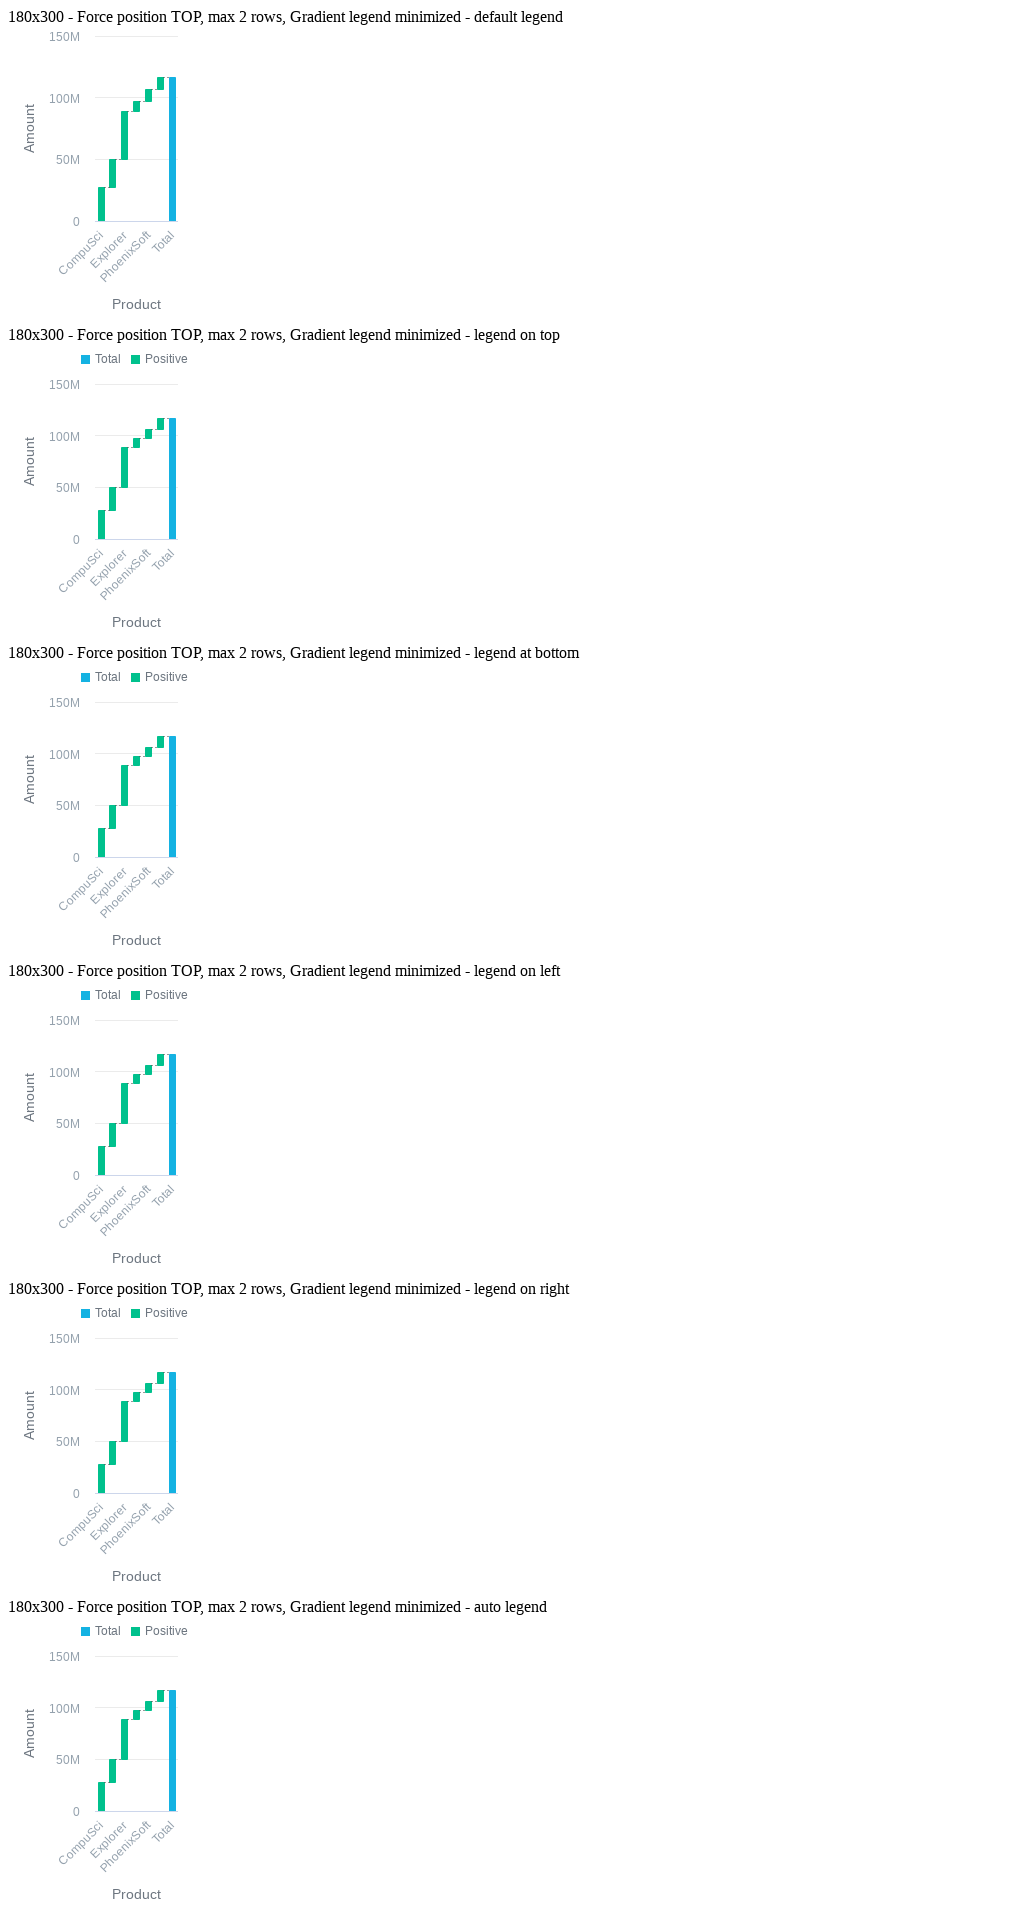 180x300 - Force position TOP, max 2 rows, Gradient legend minimized - default legend
150M
100M
50M
0
Amount
CompuSci
Explorer
PhoenixSoft
Total
Product
180x300 - Force position TOP, max 2 rows, Gradient legend minimized - legend on top
Total Positive
150M
100M
50M
0
Amount
CompuSci
Explorer
PhoenixSoft
Total
Product
180x300 - Force position TOP, max 2 rows, Gradient legend minimized - legend at bottom
Total Positive
150M
100M
50M
0
Amount
CompuSci
Explorer
PhoenixSoft
Total
Product
180x300 - Force position TOP, max 2 rows, Gradient legend minimized - legend on left
Total Positive
150M
100M
50M
0
Amount
CompuSci
Explorer
PhoenixSoft
Total
Product
180x300 - Force position TOP, max 2 rows, Gradient legend minimized - legend on right
Total Positive
150M
100M
50M
0
Amount
CompuSci
Explorer
PhoenixSoft
Total
Product
180x300 - Force position TOP, max 2 rows, Gradient legend minimized - auto legend
Total Positive
150M
100M
50M
0
Amount
CompuSci
Explorer
PhoenixSoft
Total
Product